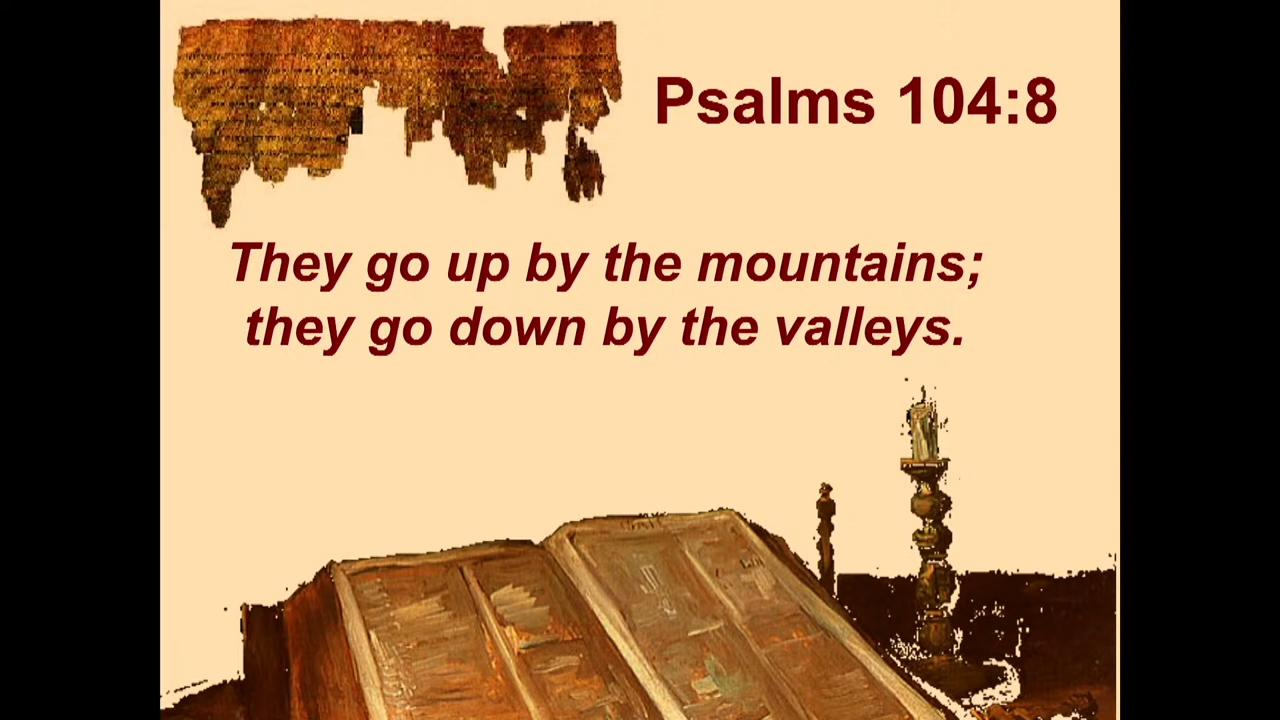 Psalms 104:8
They go up by the mountains;
they go down by the valleys.